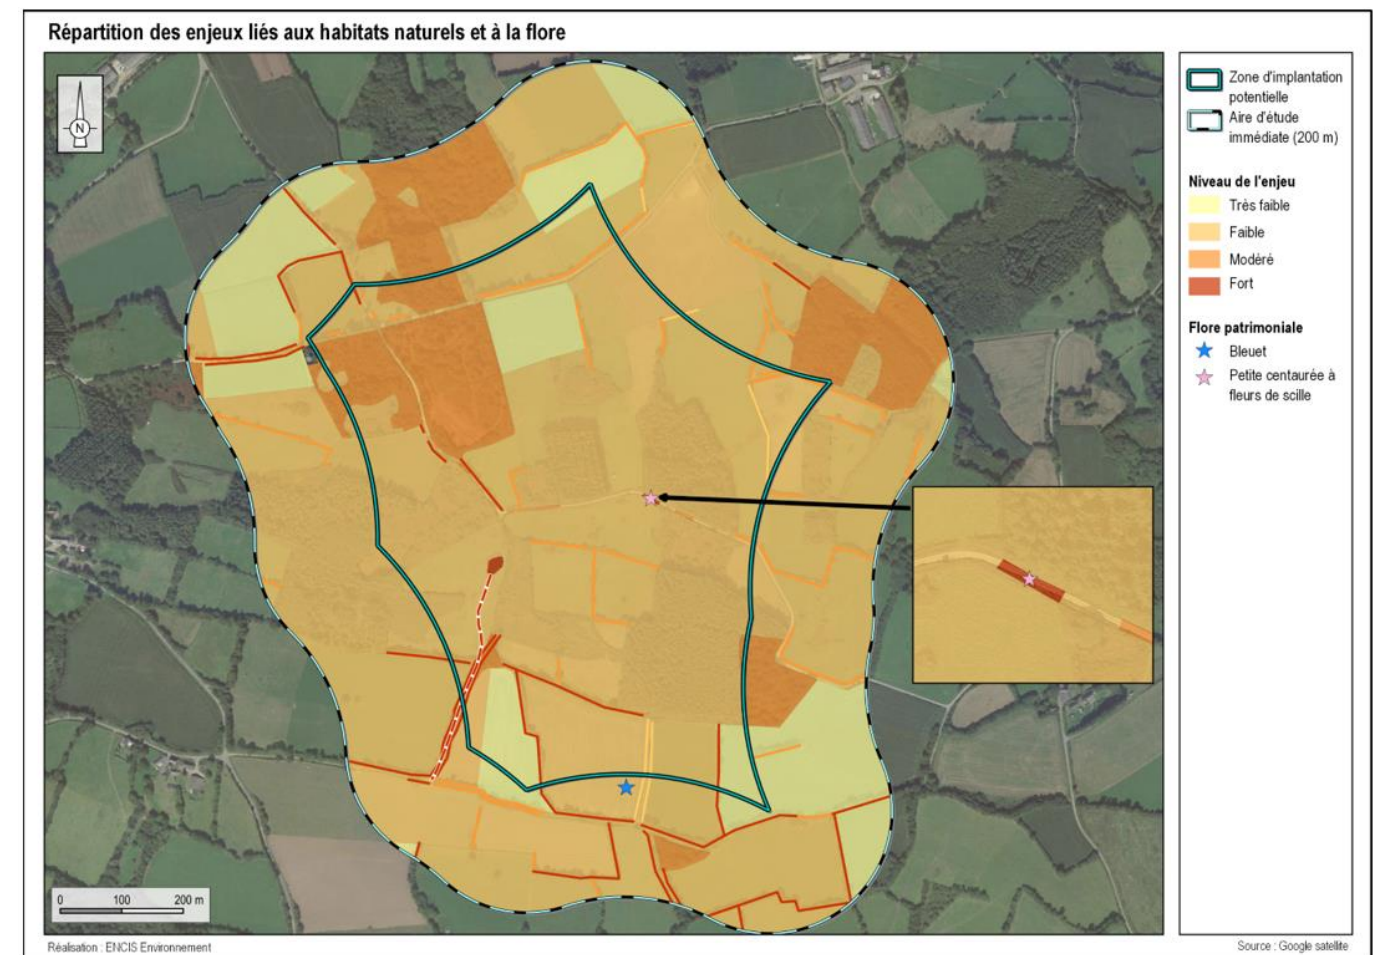 Répartition des enjeux liés aux habitats naturels et à la flore
N
Zone d'implantation
potentielle
Aire d'étude
immédiate (200 m)
Niveau de l'enjeu
Très faible
Faible
Modéré
Fort
Flore patrimoniale
Bleuet
Petite centaurée à
fleurs de scille
0 100 200 m
Réalisation : ENCIS Environnement
Source : Google satellite